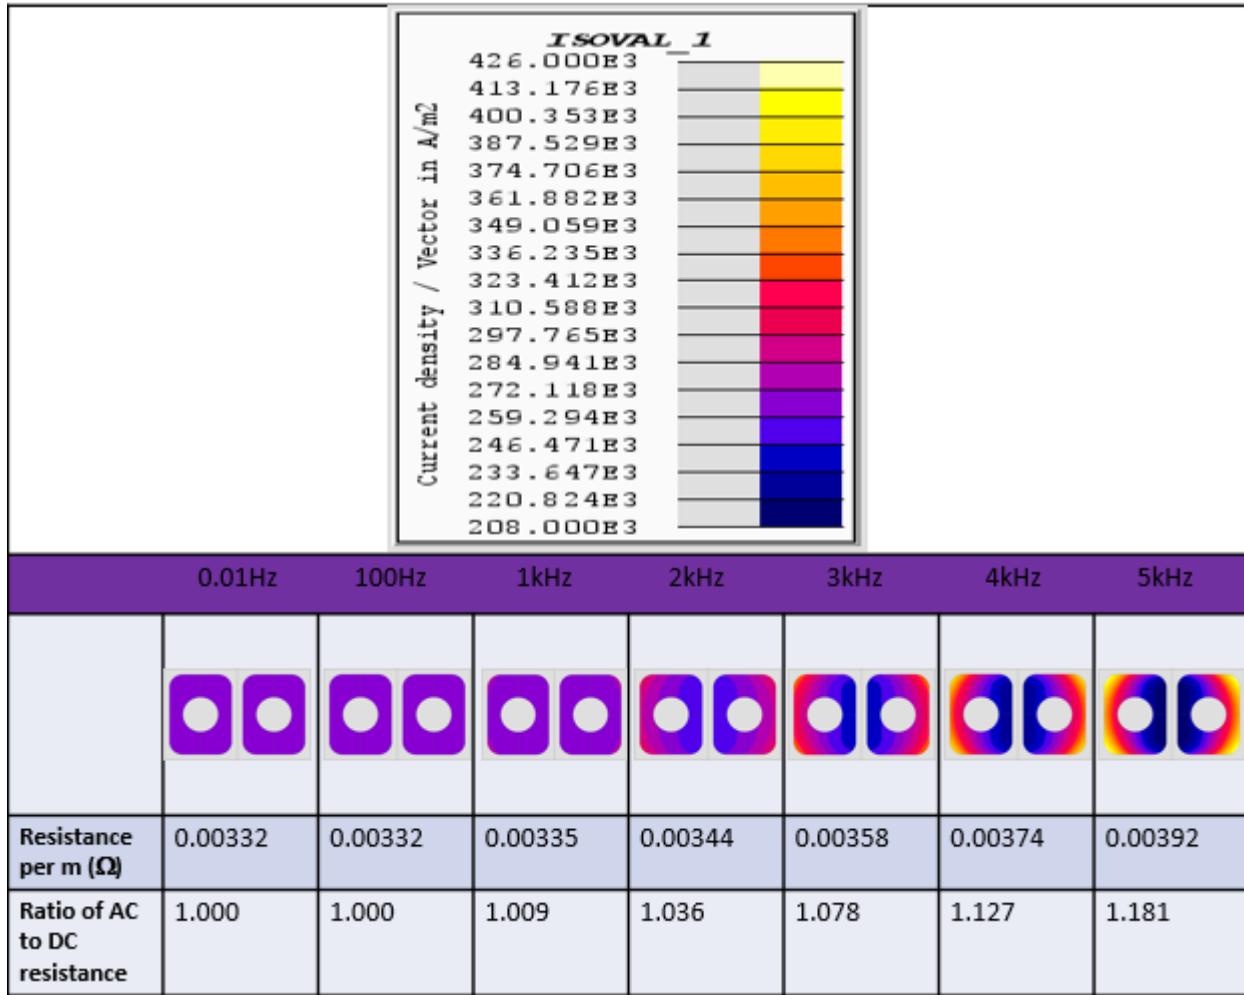 ISOVAL_1
426.000E3
413.176E3
400.353E3
387.529E3
374.706E3
361.882E3
349.059E3
336.235E3
323.412E3
310.588E3
297.765E3
284.941E3
272.118E3
259.294E3
246.471E3
233.647E3
220.824E3
208.000E3
Current density / Vector in A/m2
0.01Hz 100Hz 1kHz 2kHz 3kHz 4kHz 5kHz
Resistance 0.00332 0.00332 0.00335 0.00344 0.00358 0.00374 0.00392
per m (Ω)
Ratio of AC 1.000 1.000 1.009 1.036 1.078 1.127 1.181
to DC
resistance